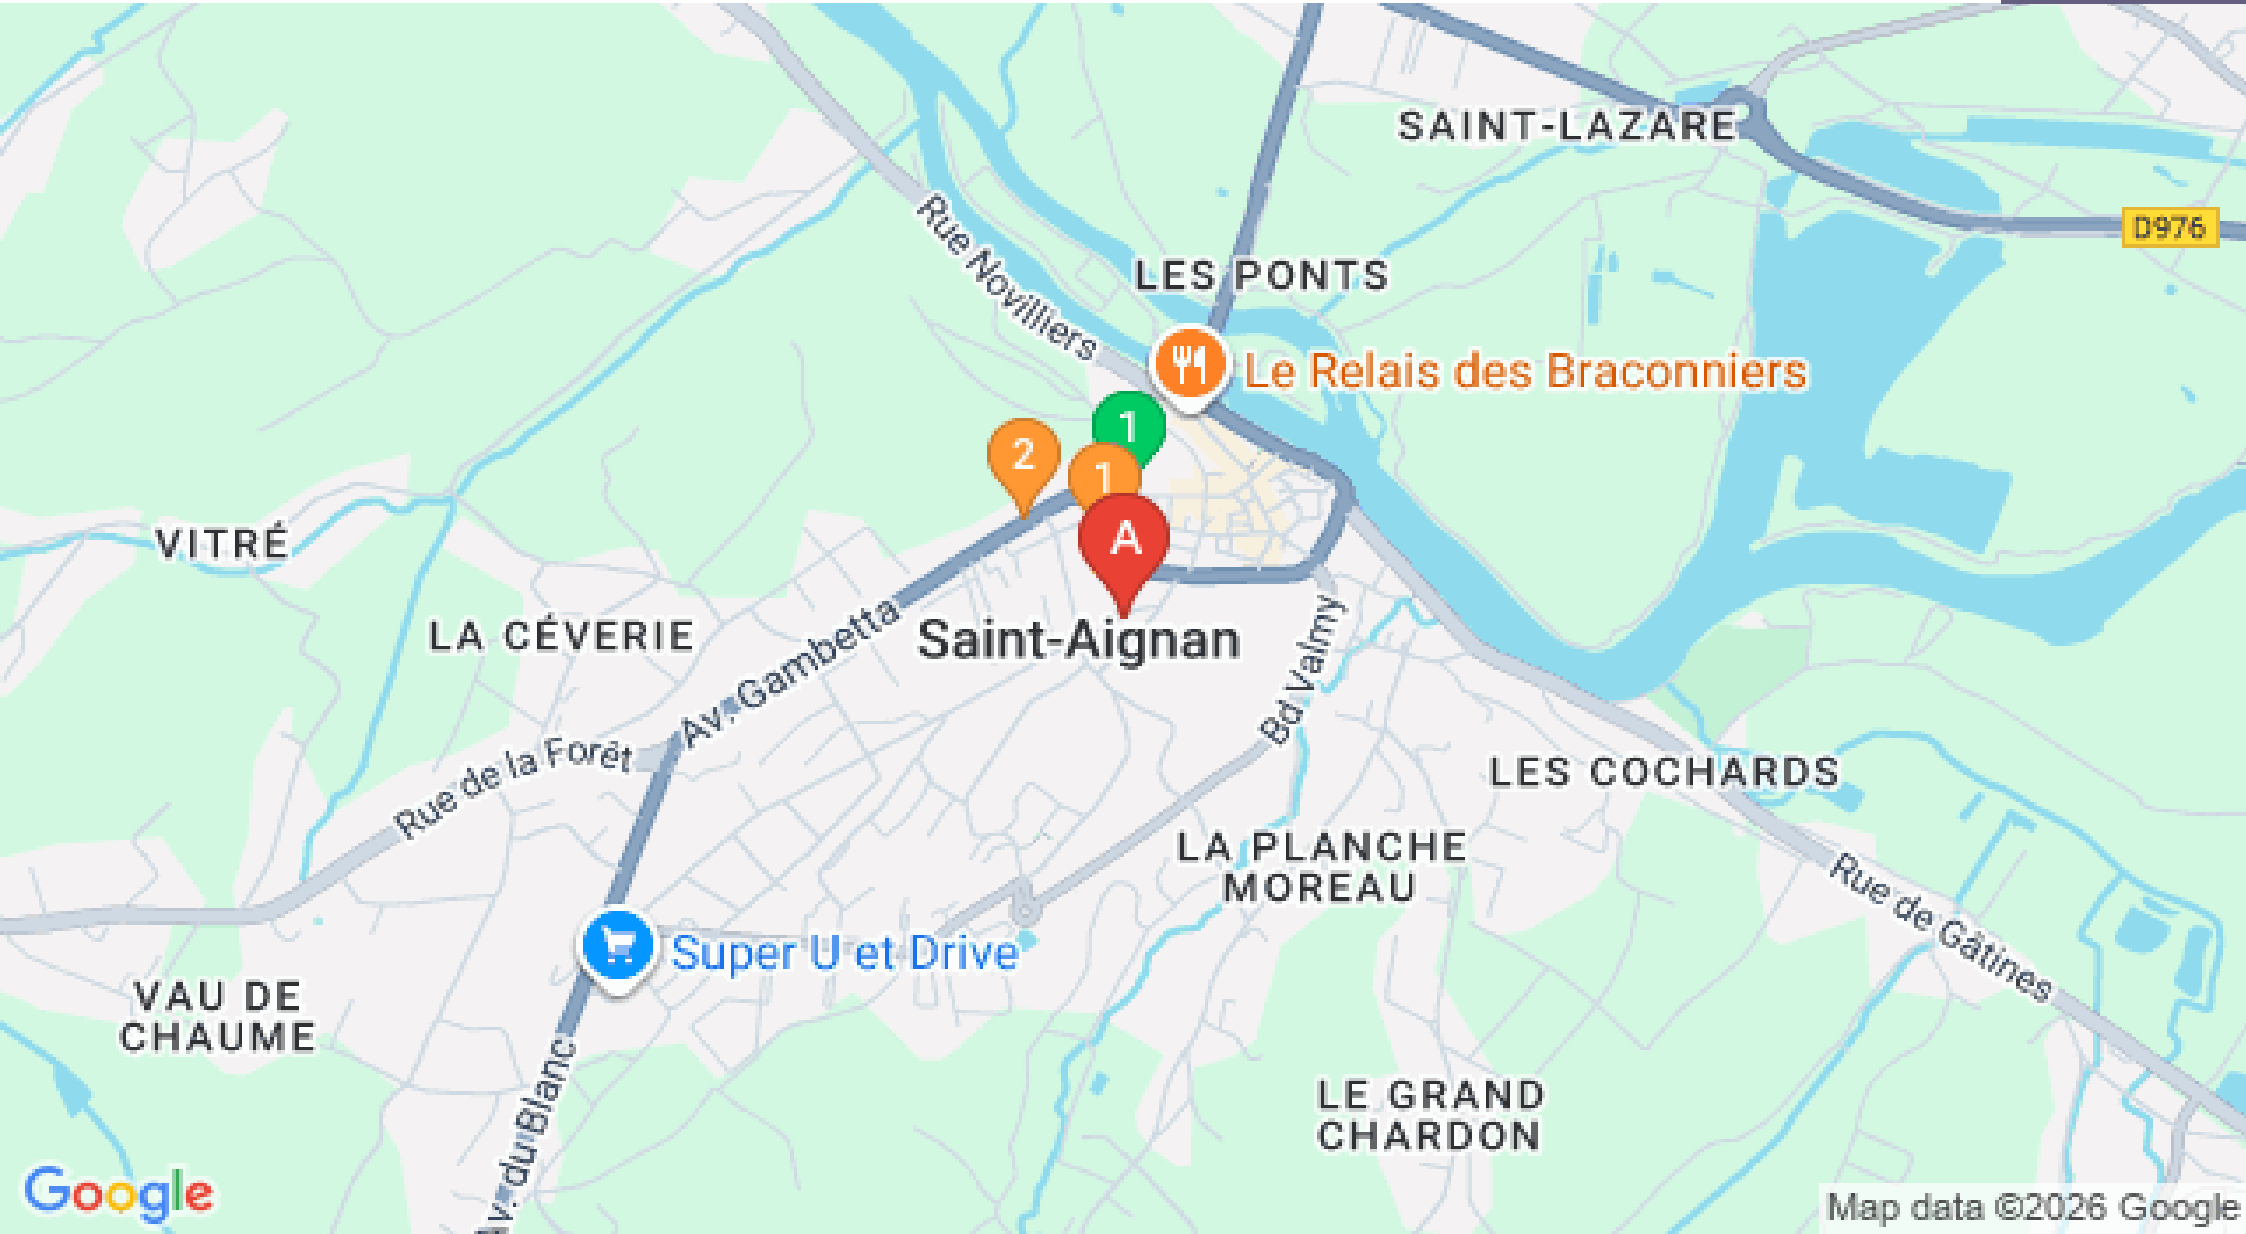 SAINT-LAZARE
D976
Rue Novilliers
LES PONTS
Le Relais des Braconniers
1
2
1
A
VITRÉ
LA CÉVERIE
Saint-Aignan
Av. Gambetta
Bd Valmy
Rue de la Forêt
LES COCHARDS
LA PLANCHE
MOREAU
Rue de Gâtines
Super U et Drive
VAU DE
CHAUME
Av. du Blanc
LE GRAND
CHARDON
Google
Map data ©2026 Google